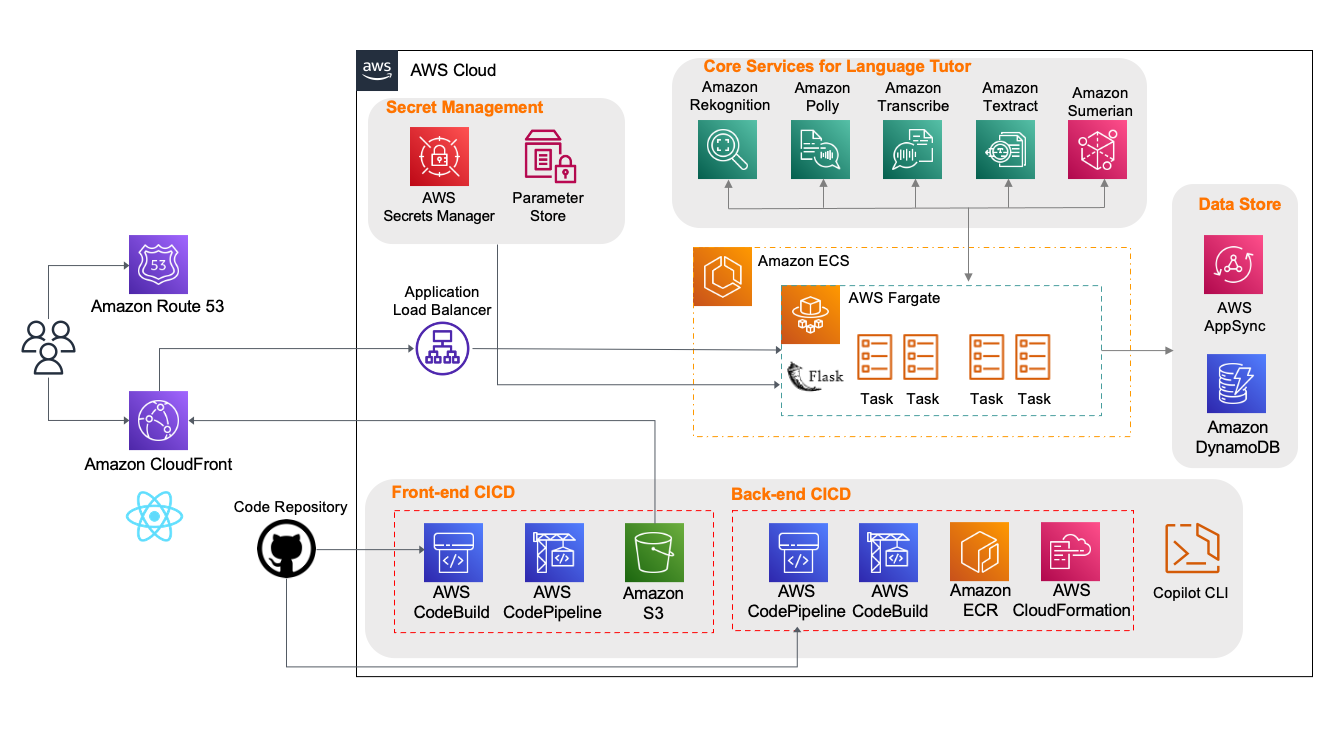 aws
AWS Cloud
Secret Management
AWS
Secrets Manager
Parameter
Store
Core Services for Language Tutor
Amazon
Rekognition
Amazon
Polly
Amazon
Transcribe
Amazon
Textract
Amazon
Sumerian
Data Store
AWS
AppSync
Amazon
DynamoDB
53
Amazon Route 53
Application
Load Balancer
Amazon ECS
AWS Fargate
Flask
Task
Task
Task
Task
Amazon CloudFront
Code Repository
Front-end CICD
AWS
CodeBuild
AWS
CodePipeline
Amazon
S3
Back-end CICD
AWS
CodePipeline
AWS
CodeBuild
Amazon
ECR
AWS
CloudFormation
Copilot CLI